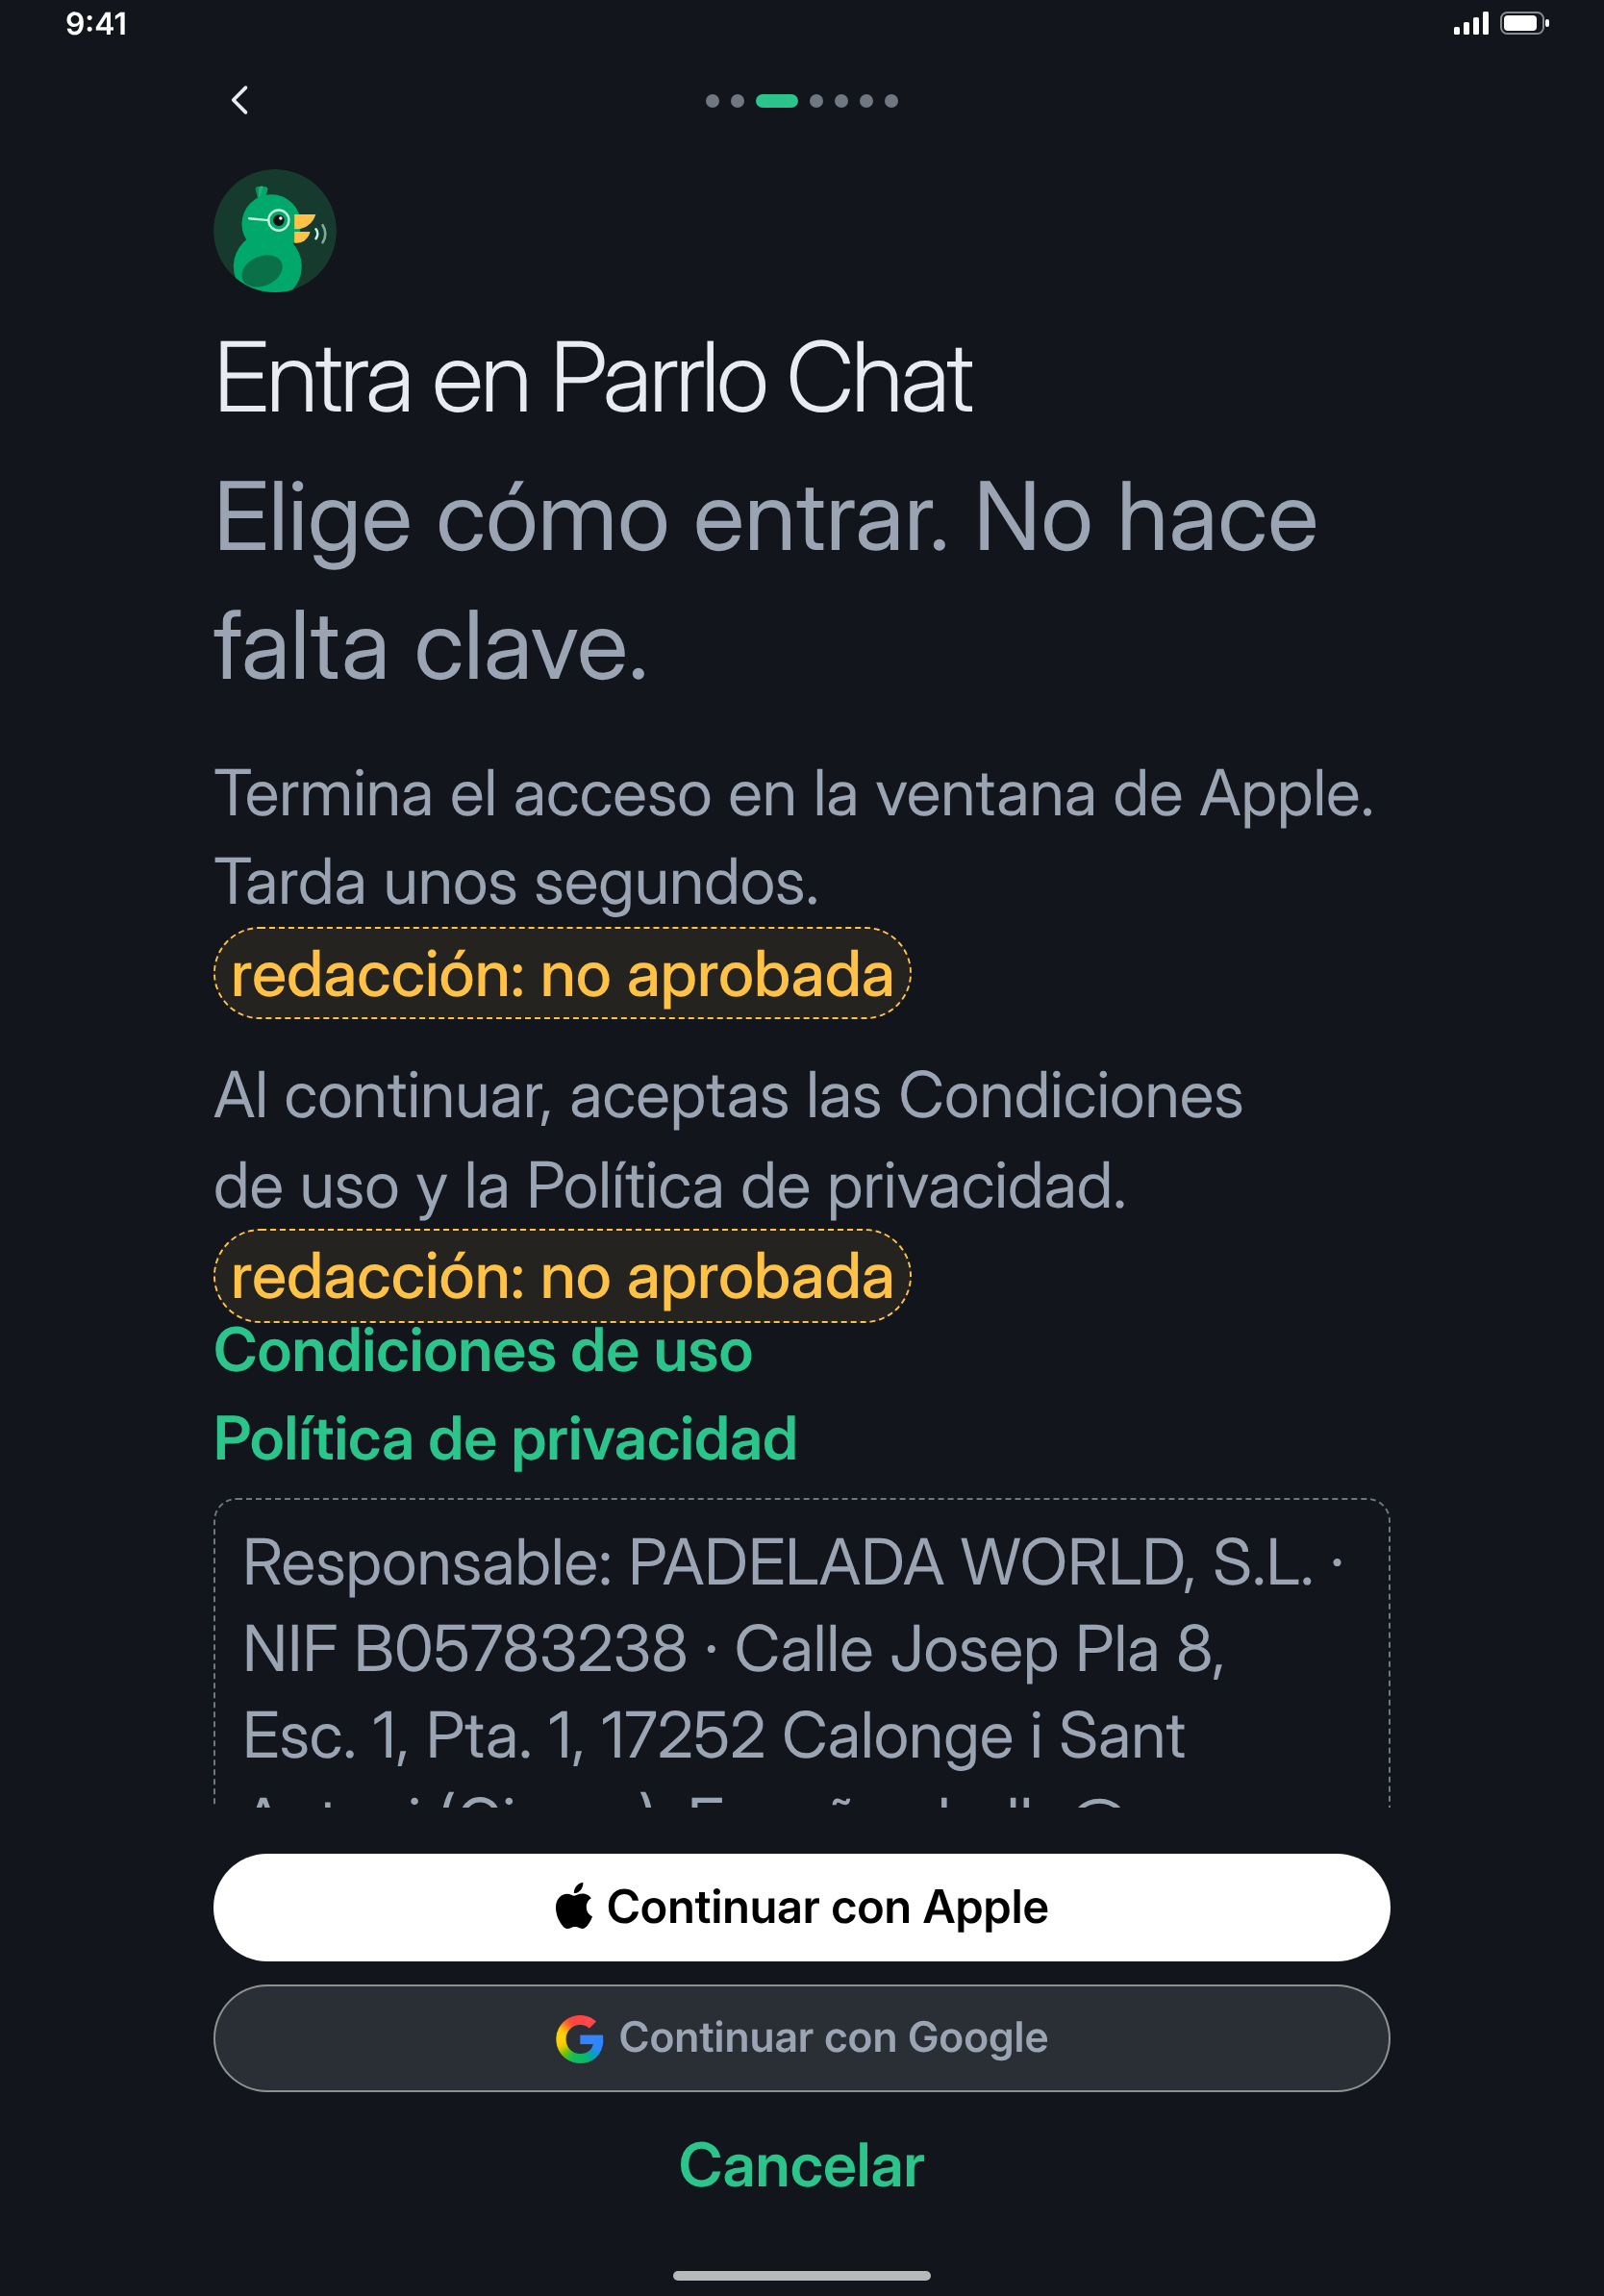 9:41
Entra en Parrlo Chat
Elige cómo entrar. No hace
falta clave.
Termina el acceso en la ventana de Apple.
Tarda unos segundos.
redacción: no aprobada
Al continuar, aceptas las Condiciones
de uso y la Política de privacidad.
redacción: no aprobada
Condiciones de uso
Política de privacidad
Responsable: PADELADA WORLD, S.L. ·
NIF B05783238 · Calle Josep Pla 8,
Esc. 1, Pta. 1, 17252 Calonge i Sant
Continuar con Apple
Continuar con Google
Cancelar